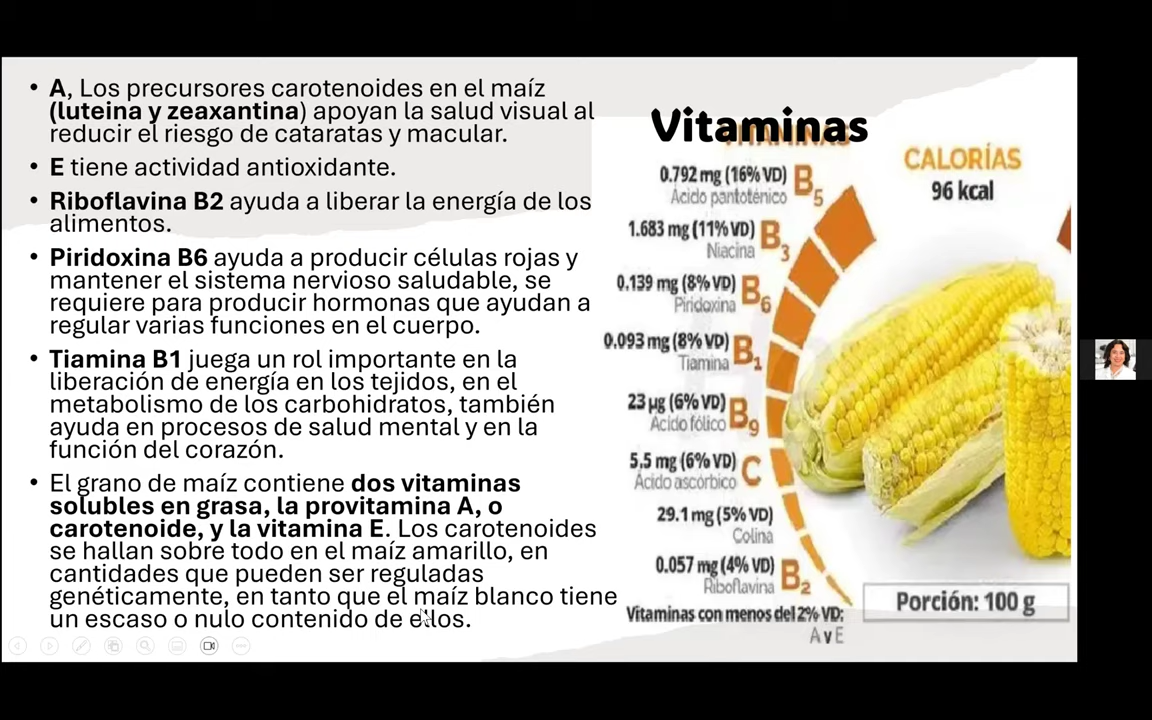 • A, Los precursores carotenoides en el maíz
(luteina y zeaxantina) apoyan la salud visual al
reducir el riesgo de cataratas y macular.
• E tiene actividad antioxidante.
• Riboflavina B2 ayuda a liberar la energía de los
alimentos.
• Piridoxina B6 ayuda a producir células rojas y
mantener el sistema nervioso saludable, se
requiere para producir hormonas que ayudan a
regular varias funciones en el cuerpo.
• Tiamina B1 juega un rol importante en la
liberación de energía en los tejidos, en el
metabolismo de los carbohidratos, también
ayuda en procesos de salud mental y en la
función del corazón.
• El grano de maíz contiene dos vitaminas
solubles en grasa, la provitamina A, o
carotenoide, y la vitamina E. Los carotenoides
se hallan sobre todo en el maíz amarillo, en
cantidades que pueden ser reguladas
genéticamente, en tanto que el maíz blanco tiene
un escaso o nulo contenido de ellos.
Vitaminas
0.792 mg (16% VD) B5
Ácido pantoténico
1.683 mg (11% VD) B3
Niacina
0.139 mg (8% VD) B6
Piridoxina
0.093 mg (8% VD) B1
Tiamina
23 µg (6% VD) B9
Ácido fólico
5.5 mg (6% VD) C
Ácido ascórbico
29.1 mg (5% VD)
Colina
0.057 mg (4% VD) B2
Riboflavina
Vitaminas con menos del 2% VD:
A y E
CALORÍAS
96 kcal
Porción: 100 g